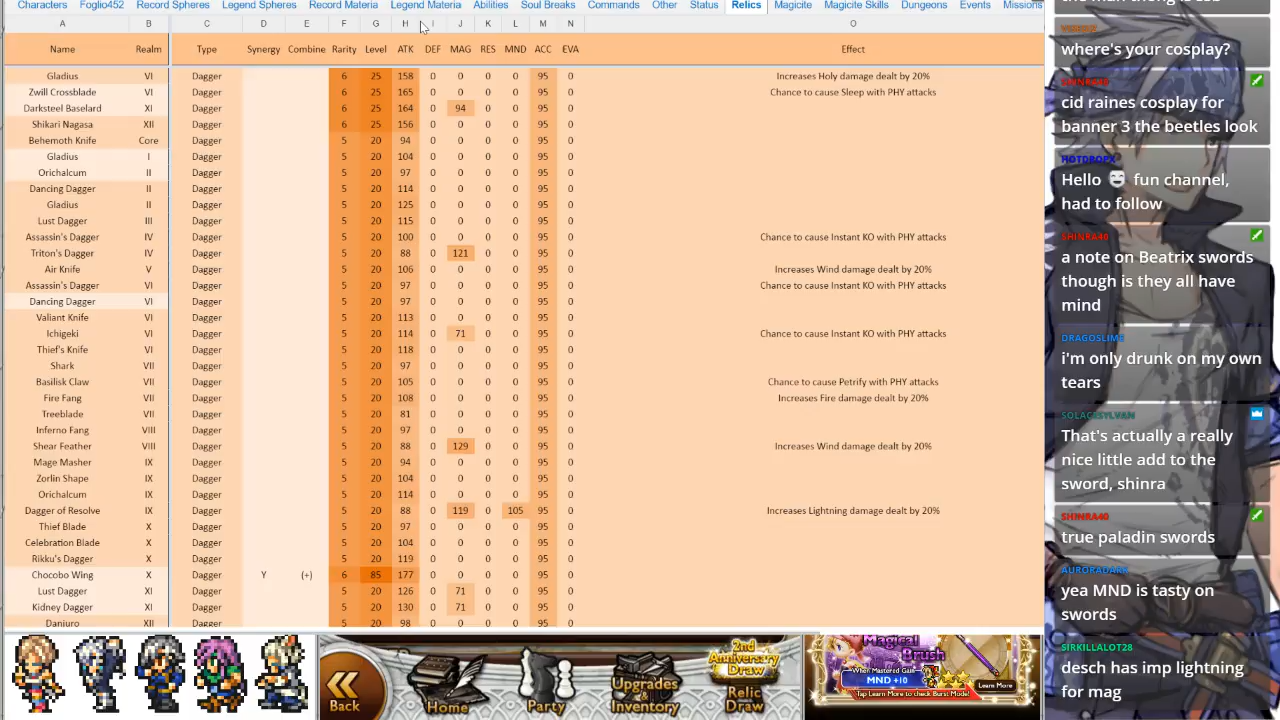 Characters Foglio452 Record Spheres Legend Spheres Record Materia Legend Materia Abilities Soul Breaks Commands Other Status Relics Magicite Magicite Skills Dungeons Events Missions
A B C D E F G H I J K L M N O
Name Realm Type Synergy Combine Rarity Level ATK DEF MAG RES MND ACC EVA Effect
Gladius VI Dagger 6 25 158 0 0 0 0 95 0 Increases Holy damage dealt by 20%
Zwill Crossblade VI Dagger 6 25 165 0 0 0 0 95 0 Chance to cause Sleep with PHY attacks
Darksteel Baselard XI Dagger 6 25 164 0 94 0 0 95 0
Shikari Nagasa XII Dagger 6 25 156 0 0 0 0 95 0
Behemoth Knife Core Dagger 5 20 94 0 0 0 0 95 0
Gladius I Dagger 5 20 104 0 0 0 0 95 0
Orichalcum II Dagger 5 20 97 0 0 0 0 95 0
Dancing Dagger II Dagger 5 20 114 0 0 0 0 95 0
Gladius II Dagger 5 20 125 0 0 0 0 95 0
Lust Dagger III Dagger 5 20 115 0 0 0 0 95 0
Assassin's Dagger IV Dagger 5 20 100 0 0 0 0 95 0 Chance to cause Instant KO with PHY attacks
Triton's Dagger IV Dagger 5 20 88 0 121 0 0 95 0
Air Knife V Dagger 5 20 106 0 0 0 0 95 0 Increases Wind damage dealt by 20%
Assassin's Dagger VI Dagger 5 20 97 0 0 0 0 95 0 Chance to cause Instant KO with PHY attacks
Dancing Dagger VI Dagger 5 20 97 0 0 0 0 95 0
Valiant Knife VI Dagger 5 20 113 0 0 0 0 95 0
Ichigeki VI Dagger 5 20 114 0 71 0 0 95 0 Chance to cause Instant KO with PHY attacks
Thief's Knife VI Dagger 5 20 118 0 0 0 0 95 0
Shark VII Dagger 5 20 97 0 0 0 0 95 0
Basilisk Claw VII Dagger 5 20 105 0 0 0 0 95 0 Chance to cause Petrify with PHY attacks
Fire Fang VII Dagger 5 20 108 0 0 0 0 95 0 Increases Fire damage dealt by 20%
Treeblade VII Dagger 5 20 81 0 0 0 0 95 0
Inferno Fang VIII Dagger 5 20 97 0 0 0 0 95 0
Shear Feather VIII Dagger 5 20 88 0 129 0 0 95 0 Increases Wind damage dealt by 20%
Mage Masher IX Dagger 5 20 94 0 0 0 0 95 0
Zorlin Shape IX Dagger 5 20 104 0 0 0 0 95 0
Orichalcum IX Dagger 5 20 114 0 0 0 0 95 0
Dagger of Resolve IX Dagger 5 20 88 0 119 0 105 95 0 Increases Lightning damage dealt by 20%
Thief Blade X Dagger 5 20 97 0 0 0 0 95 0
Celebration Blade X Dagger 5 20 104 0 0 0 0 95 0
Rikku's Dagger X Dagger 5 20 119 0 0 0 0 95 0
Chocobo Wing X Dagger Y (+) 6 85 177 0 0 0 0 95 0
Lust Dagger XI Dagger 5 20 126 0 71 0 0 95 0
Kidney Dagger XI Dagger 5 20 130 0 71 0 0 95 0
Danjuro XII Dagger 5 20 98 0 0 0 0 95 0
where's your cosplay?
cid raines cosplay for
banner 3 the beetles look
HOTDROPX
Hello fun channel,
had to follow
SHINRA40
a note on Beatrix swords
though is they all have
mind
DRAGOSLIME
i'm only drunk on my own
tears
SOLACESYLVAN
That's actually a really
nice little add to the
sword, shinra
SHINRA40
true paladin swords
AURORADARK
yea MND is tasty on
swords
SIRKILLALOT28
desch has imp lightning
for mag
Back
Home
Party
Upgrades &
Inventory
2nd
Anniversary
Draw
Relic
Draw
Magical
Brush
When Mastered Gain
MND +10
Learn More
Tap Learn More to check Burst Mode!